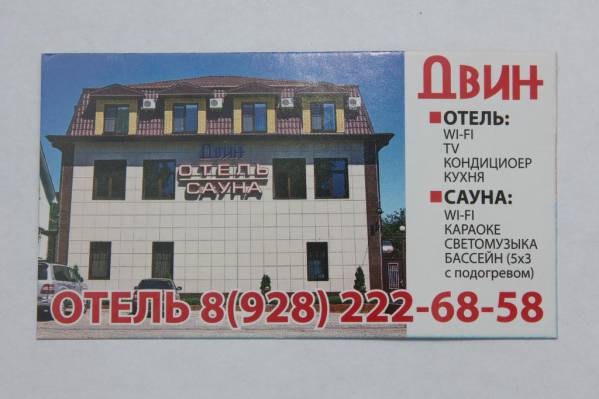 Двин
ОТЕЛЬ
САУНА
ДВИН
ОТЕЛЬ:
WI-FI
TV
КОНДИЦИОЕР
КУХНЯ
САУНА:
WI-FI
КАРАОКЕ
СВЕТОМУЗЫКА
БАССЕЙН (5х3
с подогревом)
ОТЕЛЬ 8(928) 222-68-58